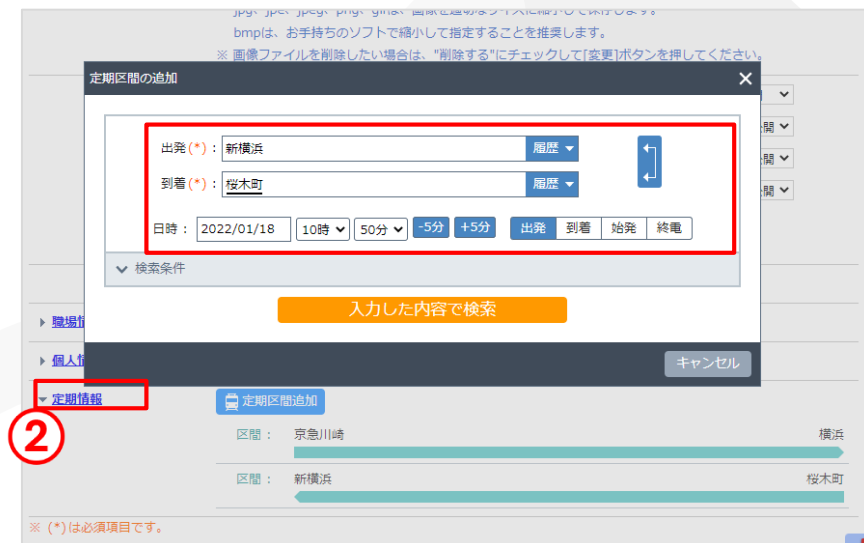 jpg、jpe、jpeg、png、gifは、画像を適切なサイズに縮小して保存します。
bmpは、お手持ちのソフトで縮小して指定することを推奨します。
※ 画像ファイルを削除したい場合は、"削除する"にチェックして[変更]ボタンを押してください。
定期区間の追加 ×
開
開
開
出発(*) : 新横浜 履歴
到着(*) : 桜木町 履歴
日時 : 2022/01/18 10時 50分 -5分 +5分 出発 到着 始発 終電
検索条件
入力した内容で検索
職場情
個人情
キャンセル
定期情報 定期区間追加
②
区間 : 京急川崎 横浜
区間 : 新横浜 桜木町
※ (*)は必須項目です。